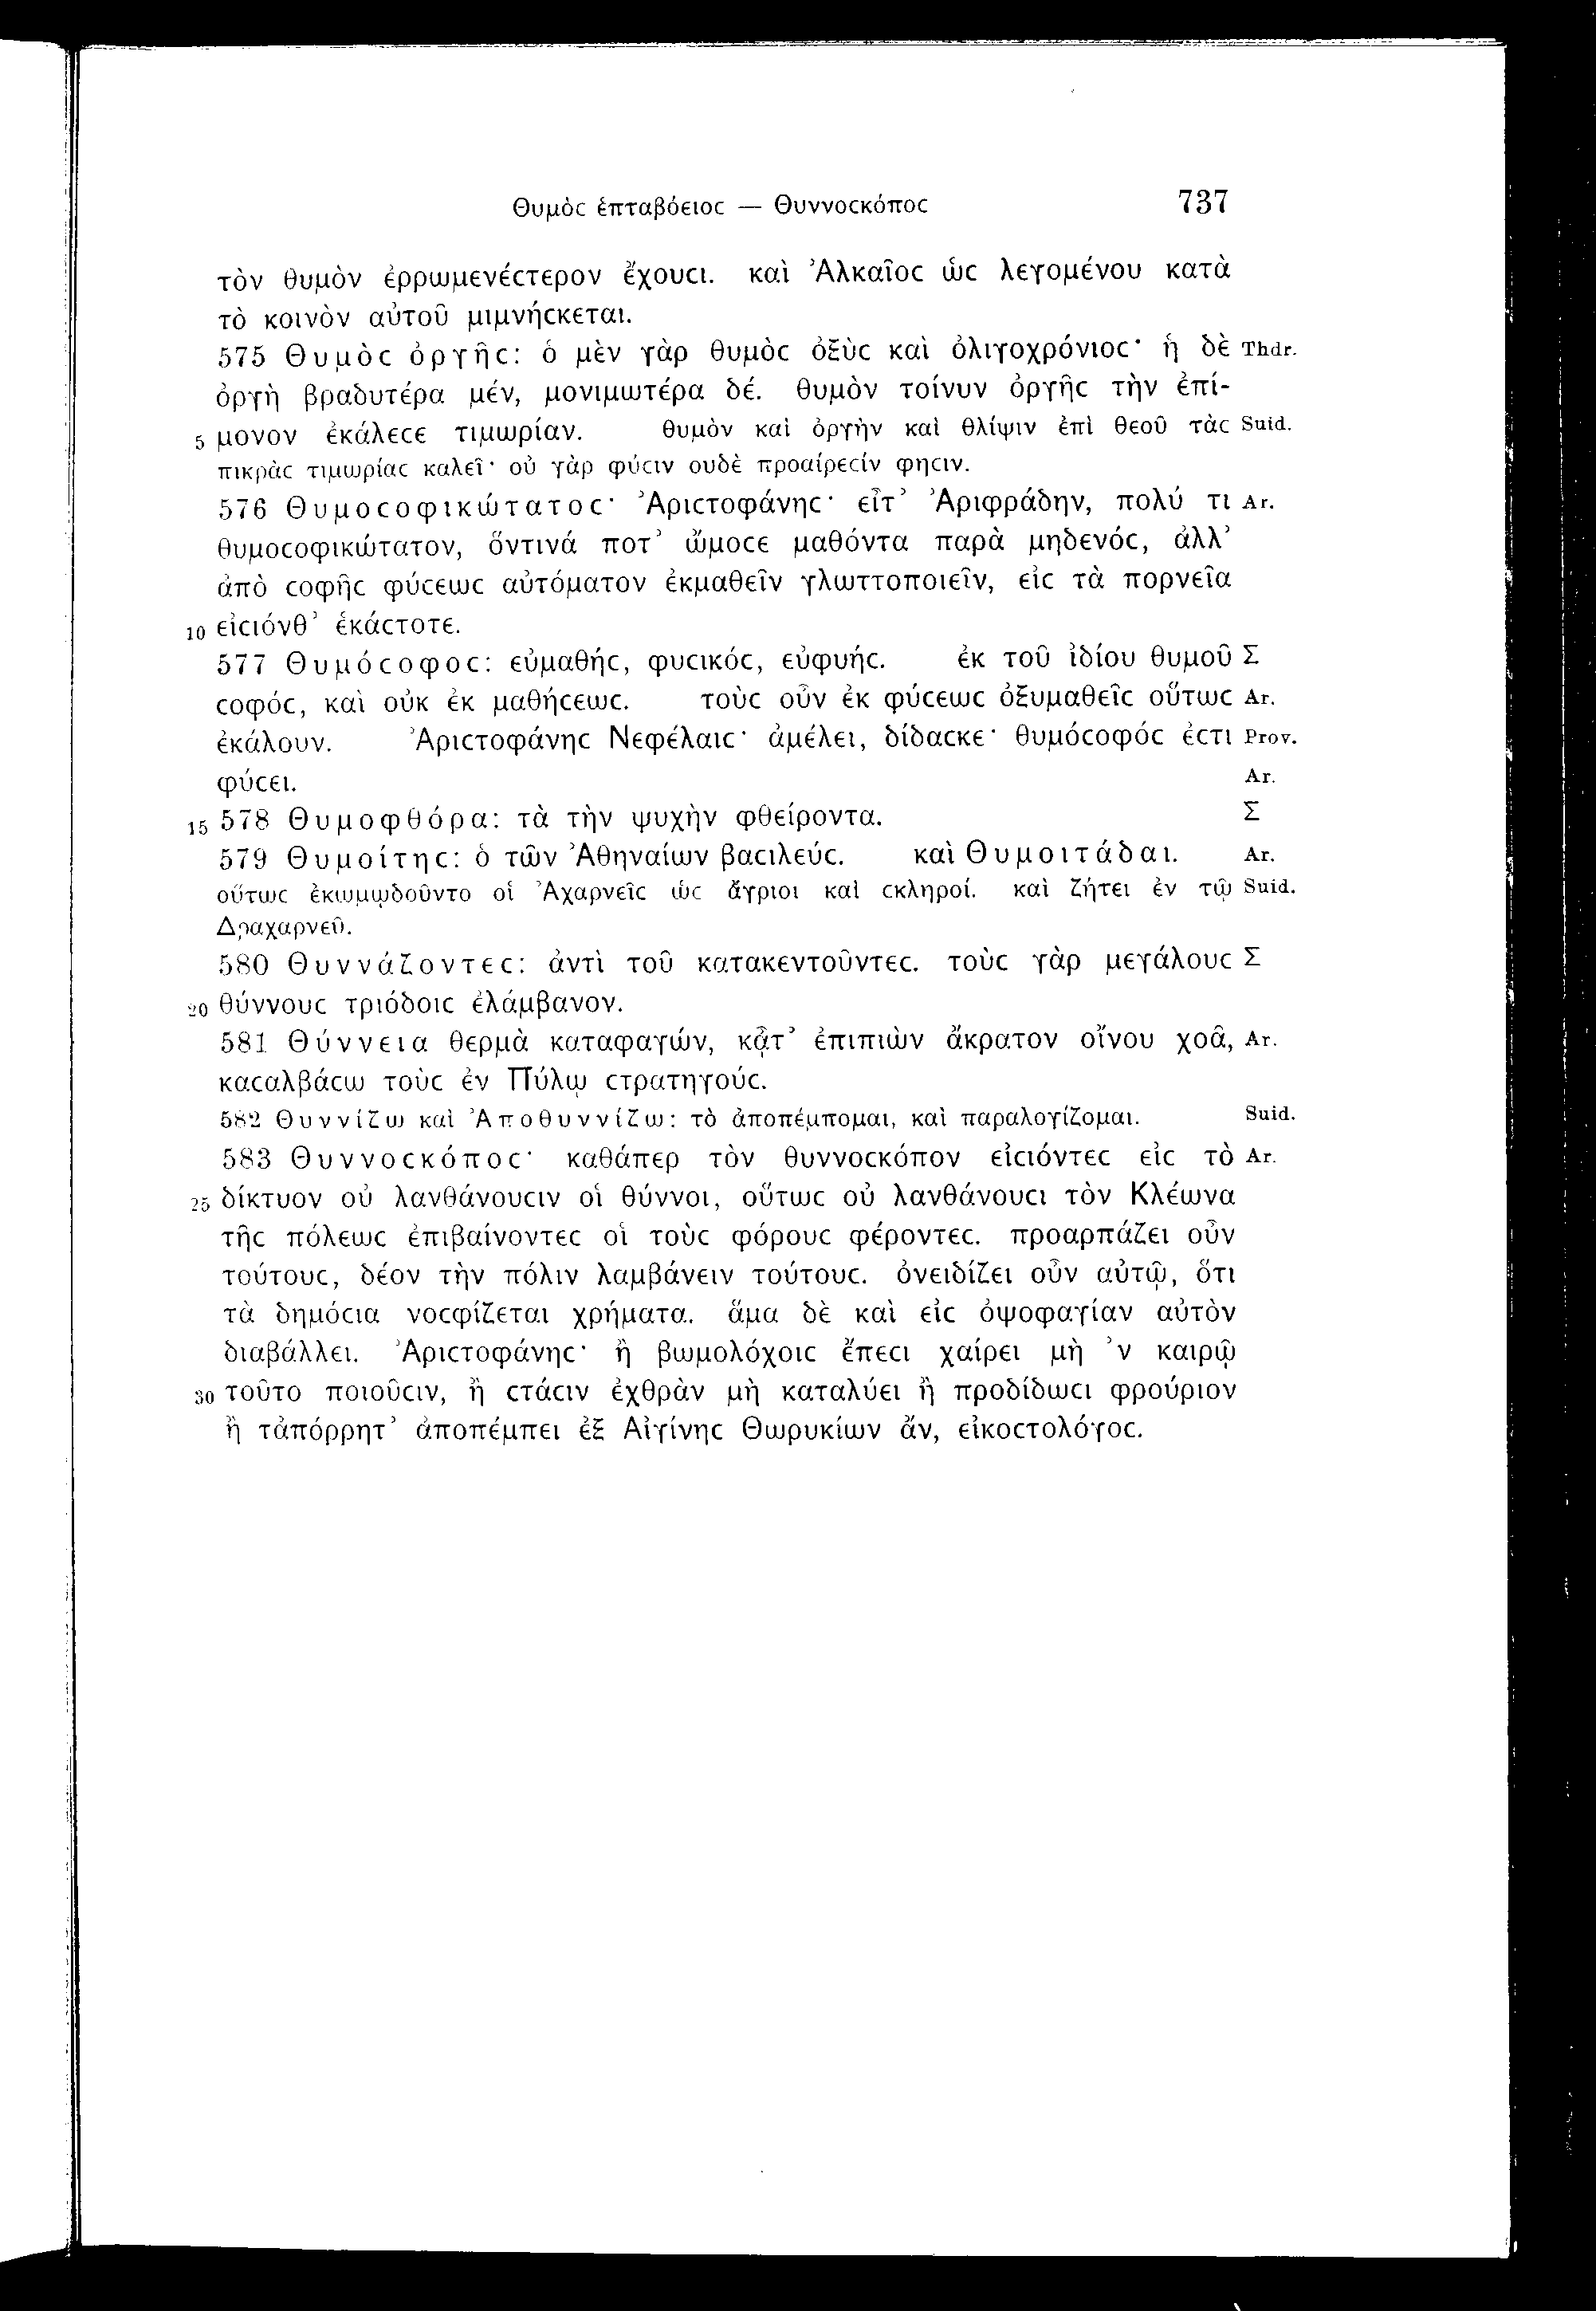 Θυμὸϲ ἑπταβόειοϲ — Θυννοϲκόποϲ 737
τὸν θυμὸν ἐρρωμενέϲτερον ἔχουϲι. καὶ Ἀλκαῖοϲ ὡϲ λεγομένου κατὰ
τὸ κοινὸν αὐτοῦ μιμνήϲκεται.
575 Θυμὸϲ ὀργῆϲ: ὁ μὲν γὰρ θυμὸϲ ὀξὺϲ καὶ ὀλιγοχρόνιοϲ· ἡ δὲ Thdr.
ὀργὴ βραδυτέρα μέν, μονιμωτέρα δέ. θυμὸν τοίνυν ὀργῆϲ τὴν ἐπί-
5 μονον ἐκάλεϲε τιμωρίαν. θυμὸν καὶ ὀργὴν καὶ θλίψιν ἐπὶ θεοῦ τὰϲ Suid.
πικρὰϲ τιμωρίαϲ καλεῖ· οὐ γὰρ φύϲιν ουδὲ προαίρεϲίν φηϲιν.
576 Θυμοϲοφικώτατοϲ· Ἀριϲτοφάνηϲ· εἶτ’ Ἀριφράδην, πολύ τι Ar.
θυμοϲοφικώτατον, ὅντινά ποτ’ ὤμοϲε μαθόντα παρὰ μηδενόϲ, ἀλλ’
ἀπὸ ϲοφῆϲ φύϲεωϲ αὐτόματον ἐκμαθεῖν γλωττοποιεῖν, εἰϲ τὰ πορνεῖα
10 εἰϲιόνθ’ ἑκάϲτοτε.
577 Θυμόϲοφοϲ: εὐμαθήϲ, φυϲικόϲ, εὐφυήϲ. ἐκ τοῦ ἰδίου θυμοῦ Σ
ϲοφόϲ, καὶ οὐκ ἐκ μαθήϲεωϲ. τοὺϲ οὖν ἐκ φύϲεωϲ ὀξυμαθεῖϲ οὕτωϲ Ar.
ἐκάλουν. Ἀριϲτοφάνηϲ Νεφέλαιϲ· ἀμέλει, δίδαϲκε· θυμόϲοφόϲ ἐϲτι Prov.
φύϲει. Ar.
15 578 Θυμοφθόρα: τὰ τὴν ψυχὴν φθείροντα. Σ
579 Θυμοίτηϲ: ὁ τῶν Ἀθηναίων βαϲιλεύϲ. καὶ Θυμοιτάδαι. Ar.
οὕτωϲ ἐκωμῳδοῦντο οἱ Ἀχαρνεῖϲ ὡϲ ἄγριοι καὶ ϲκληροί. καὶ ζήτει ἐν τῷ Suid.
Δραχαρνεῦ.
580 Θυννάζοντεϲ: ἀντὶ τοῦ κατακεντοῦντεϲ. τοὺϲ γὰρ μεγάλουϲ Σ
20 θύννουϲ τριόδοιϲ ἐλάμβανον.
581 Θύννεια θερμὰ καταφαγών, κᾆτ’ ἐπιπιὼν ἄκρατον οἴνου χοᾶ, Ar.
καϲαλβάϲω τοὺϲ ἐν Πύλῳ ϲτρατηγούϲ.
582 Θυννίζω καὶ Ἀποθυννίζω: τὸ ἀποπέμπομαι, καὶ παραλογίζομαι. Suid.
583 Θυννοϲκόποϲ· καθάπερ τὸν θυννοϲκόπον εἰϲιόντεϲ εἰϲ τὸ Ar.
25 δίκτυον οὐ λανθάνουϲιν οἱ θύννοι, οὕτωϲ οὐ λανθάνουϲι τὸν Κλέωνα
τῆϲ πόλεωϲ ἐπιβαίνοντεϲ οἱ τοὺϲ φόρουϲ φέροντεϲ. προαρπάζει οὖν
τούτουϲ, δέον τὴν πόλιν λαμβάνειν τούτουϲ. ὀνειδίζει οὖν αὐτῷ, ὅτι
τὰ δημόϲια νοϲφίζεται χρήματα. ἅμα δὲ καὶ εἰϲ ὀψοφαγίαν αὐτὸν
διαβάλλει. Ἀριϲτοφάνηϲ· ἢ βωμολόχοιϲ ἔπεϲι χαίρει μὴ ’ν καιρῷ
30 τοῦτο ποιοῦϲιν, ἢ ϲτάϲιν ἐχθρὰν μὴ καταλύει ἢ προδίδωϲι φρούριον
ἢ τἀπόρρητ’ ἀποπέμπει ἐξ Αἰγίνηϲ Θωρυκίων ἄν, εἰκοϲτολόγοϲ.